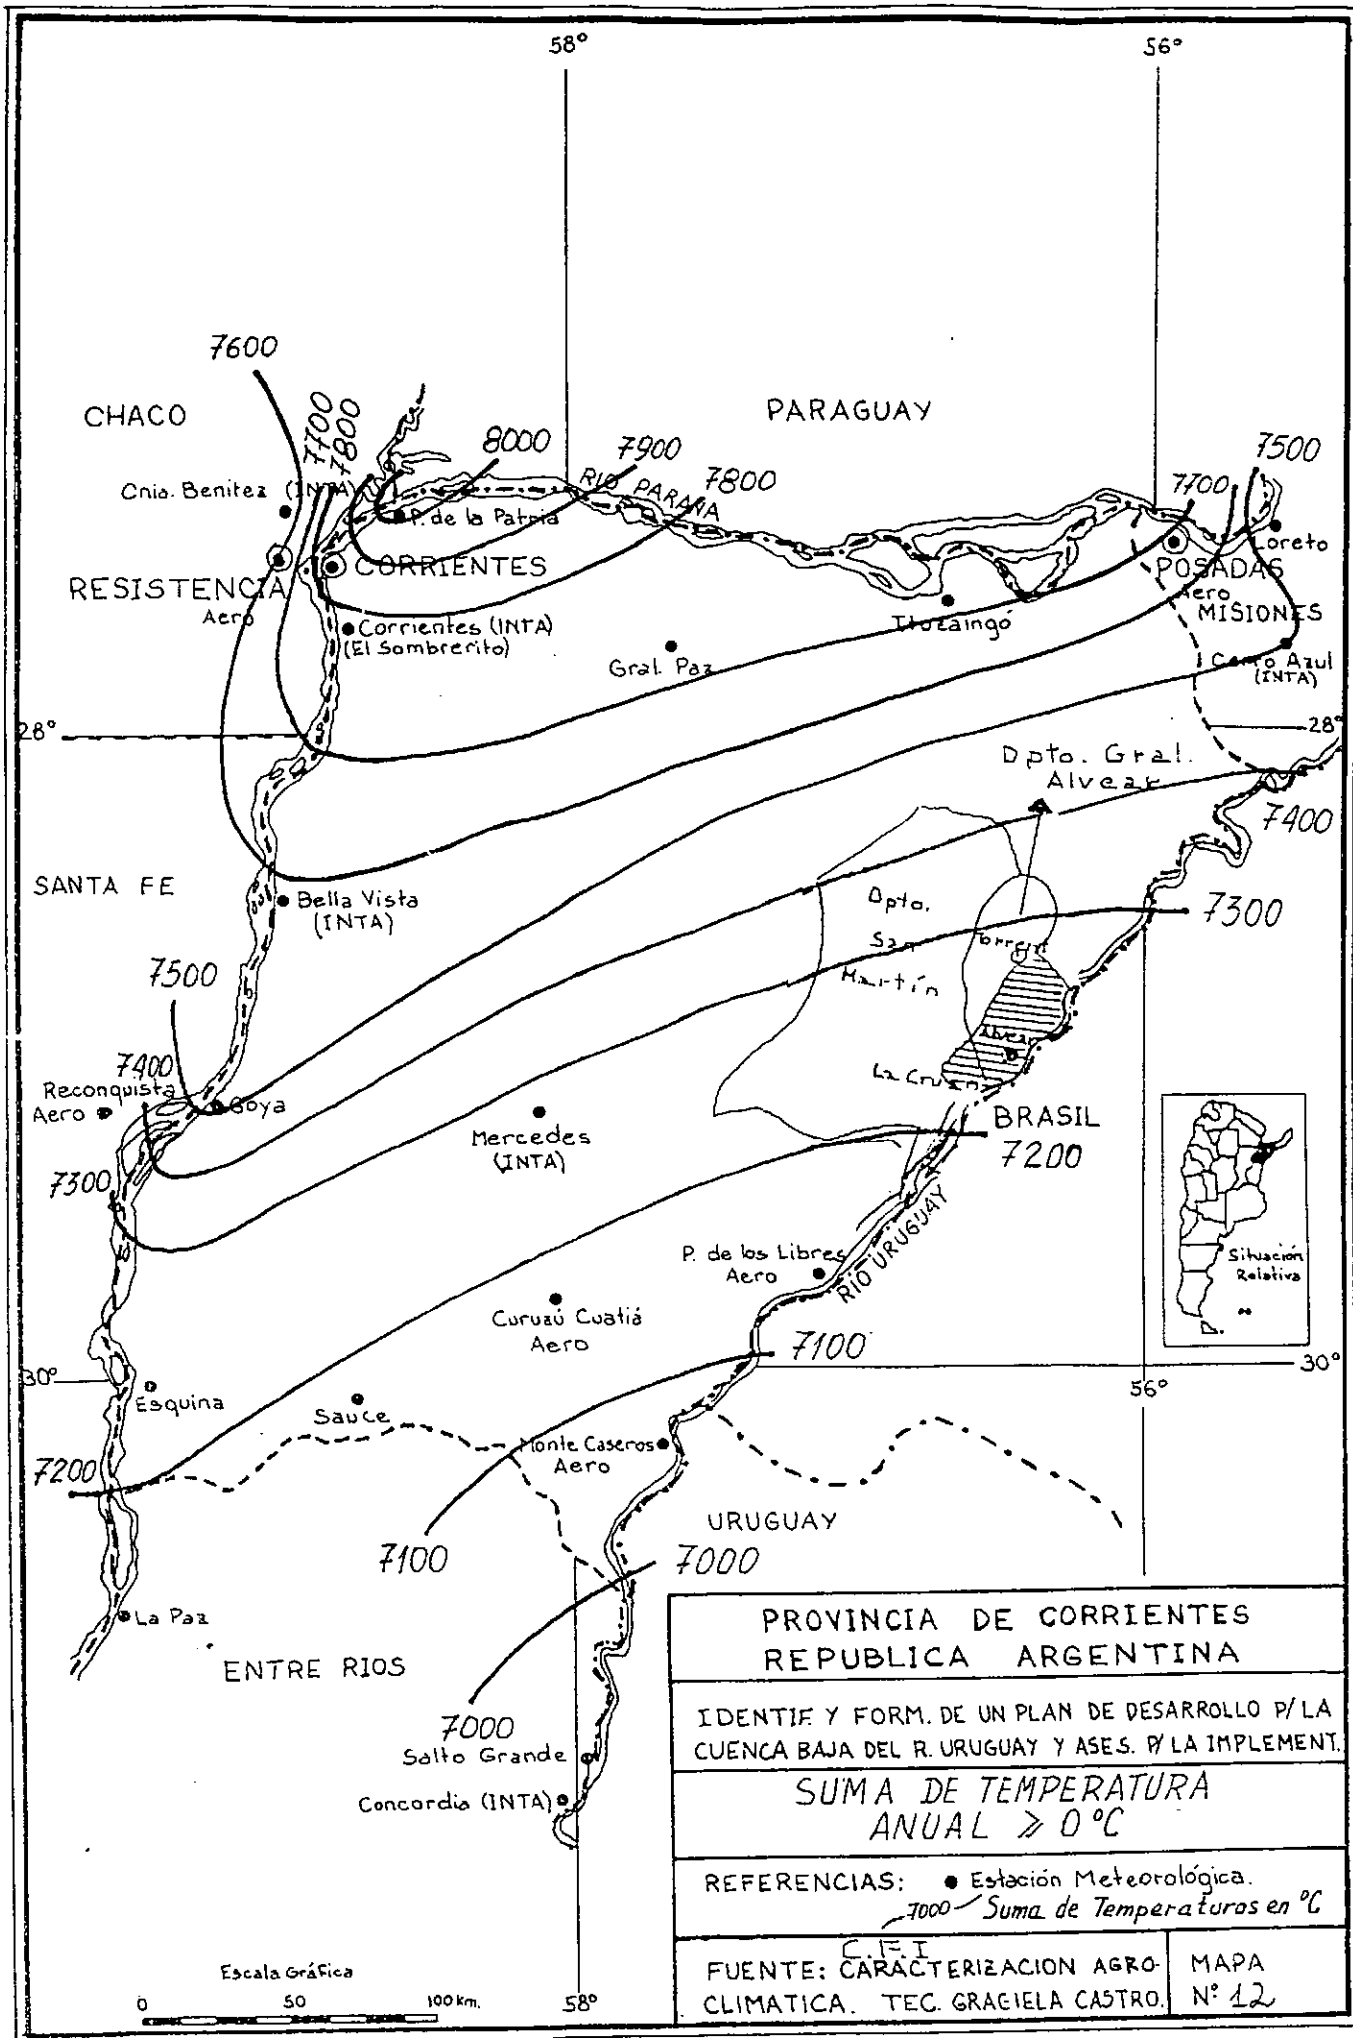 58°
56°
7600
CHACO
7700
7800
8000
7900
7800
PARAGUAY
7500
7700
RIO PARANA
Cnia. Benitez (INTA)
P. de la Patria
Loreto
CORRIENTES
POSADAS
Aero
RESISTENCIA
Aero
MISIONES
Corrientes (INTA)
(El Sombrerito)
Ituzaingó
Gral. Paz
Cerro Azul
(INTA)
28°
28°
Dpto. Gral.
Alvear
7400
SANTA FE
Bella Vista
(INTA)
Dpto.
San
Martín
Torrent
7300
7500
Alvear
7400
La Cruz
Reconquista
Aero
Goya
Mercedes
(INTA)
BRASIL
7200
7300
RÍO URUGUAY
P. de los Libres
Aero
Situación
Relativa
Curuzú Cuatiá
Aero
7100
30°
30°
56°
Esquina
Sauce
Monte Caseros
Aero
7200
URUGUAY
7100
7000
La Paz
ENTRE RIOS
7000
Salto Grande
Concordia (INTA)
PROVINCIA DE CORRIENTES
REPUBLICA ARGENTINA
IDENTIF. Y FORM. DE UN PLAN DE DESARROLLO P/ LA
CUENCA BAJA DEL R. URUGUAY Y ASES. P/ LA IMPLEMENT.
SUMA DE TEMPERATURA
ANUAL ⩾ 0°C
REFERENCIAS: ● Estación Meteorológica.
7000 Suma de Temperaturas en °C
C.F.I
FUENTE: CARACTERIZACION AGRO-
CLIMATICA. TEC. GRACIELA CASTRO.
MAPA
N° 12
Escala Gráfica
0 50 100 km.
58°